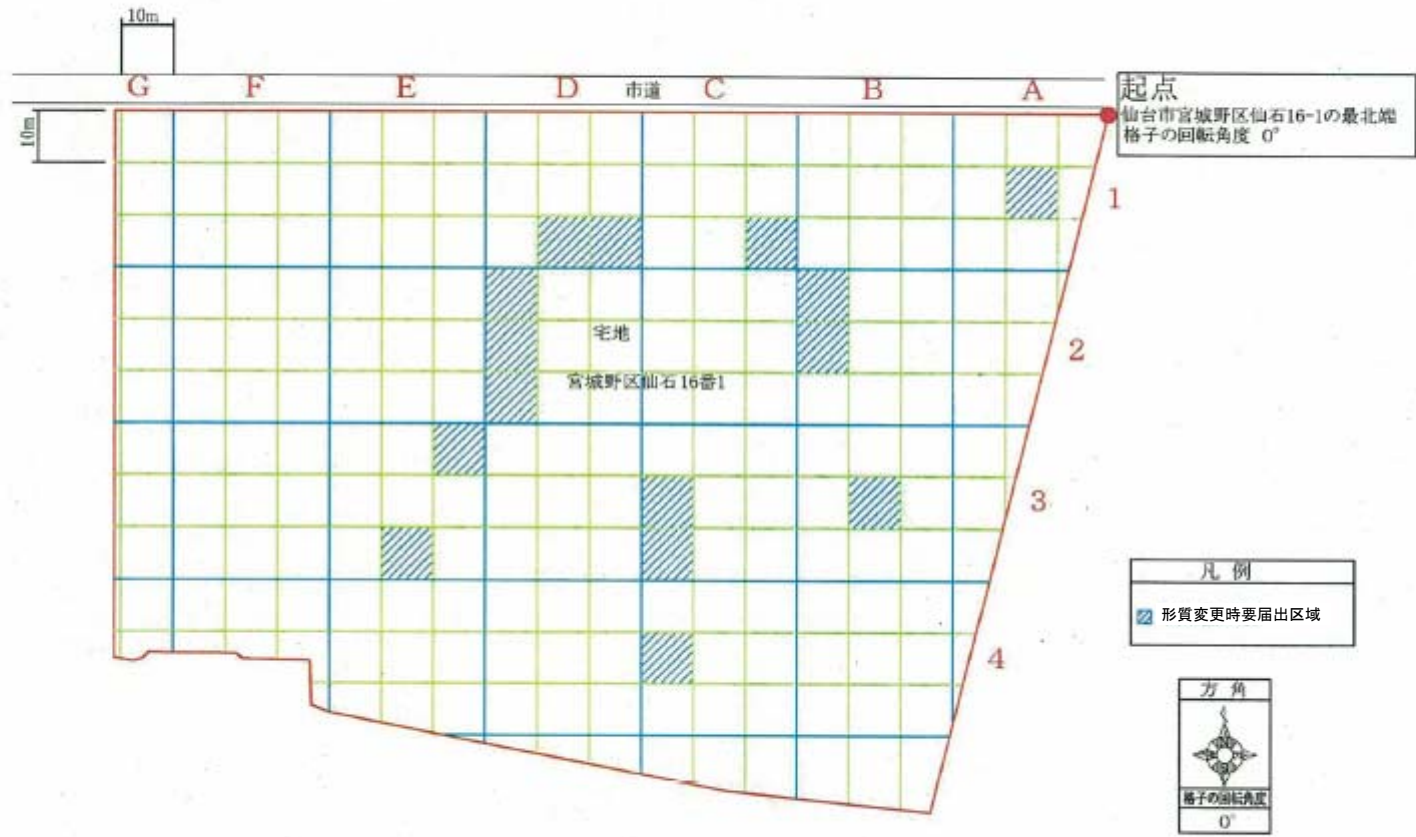 10m
G F E D 市道 C B A
10m
起点
仙台市宮城野区仙石16-1の最北端
格子の回転角度 0°
1
2
宅地
宮城野区仙石16番1
3
凡例
形質変更時要届出区域
4
方角
格子の回転角度
0°